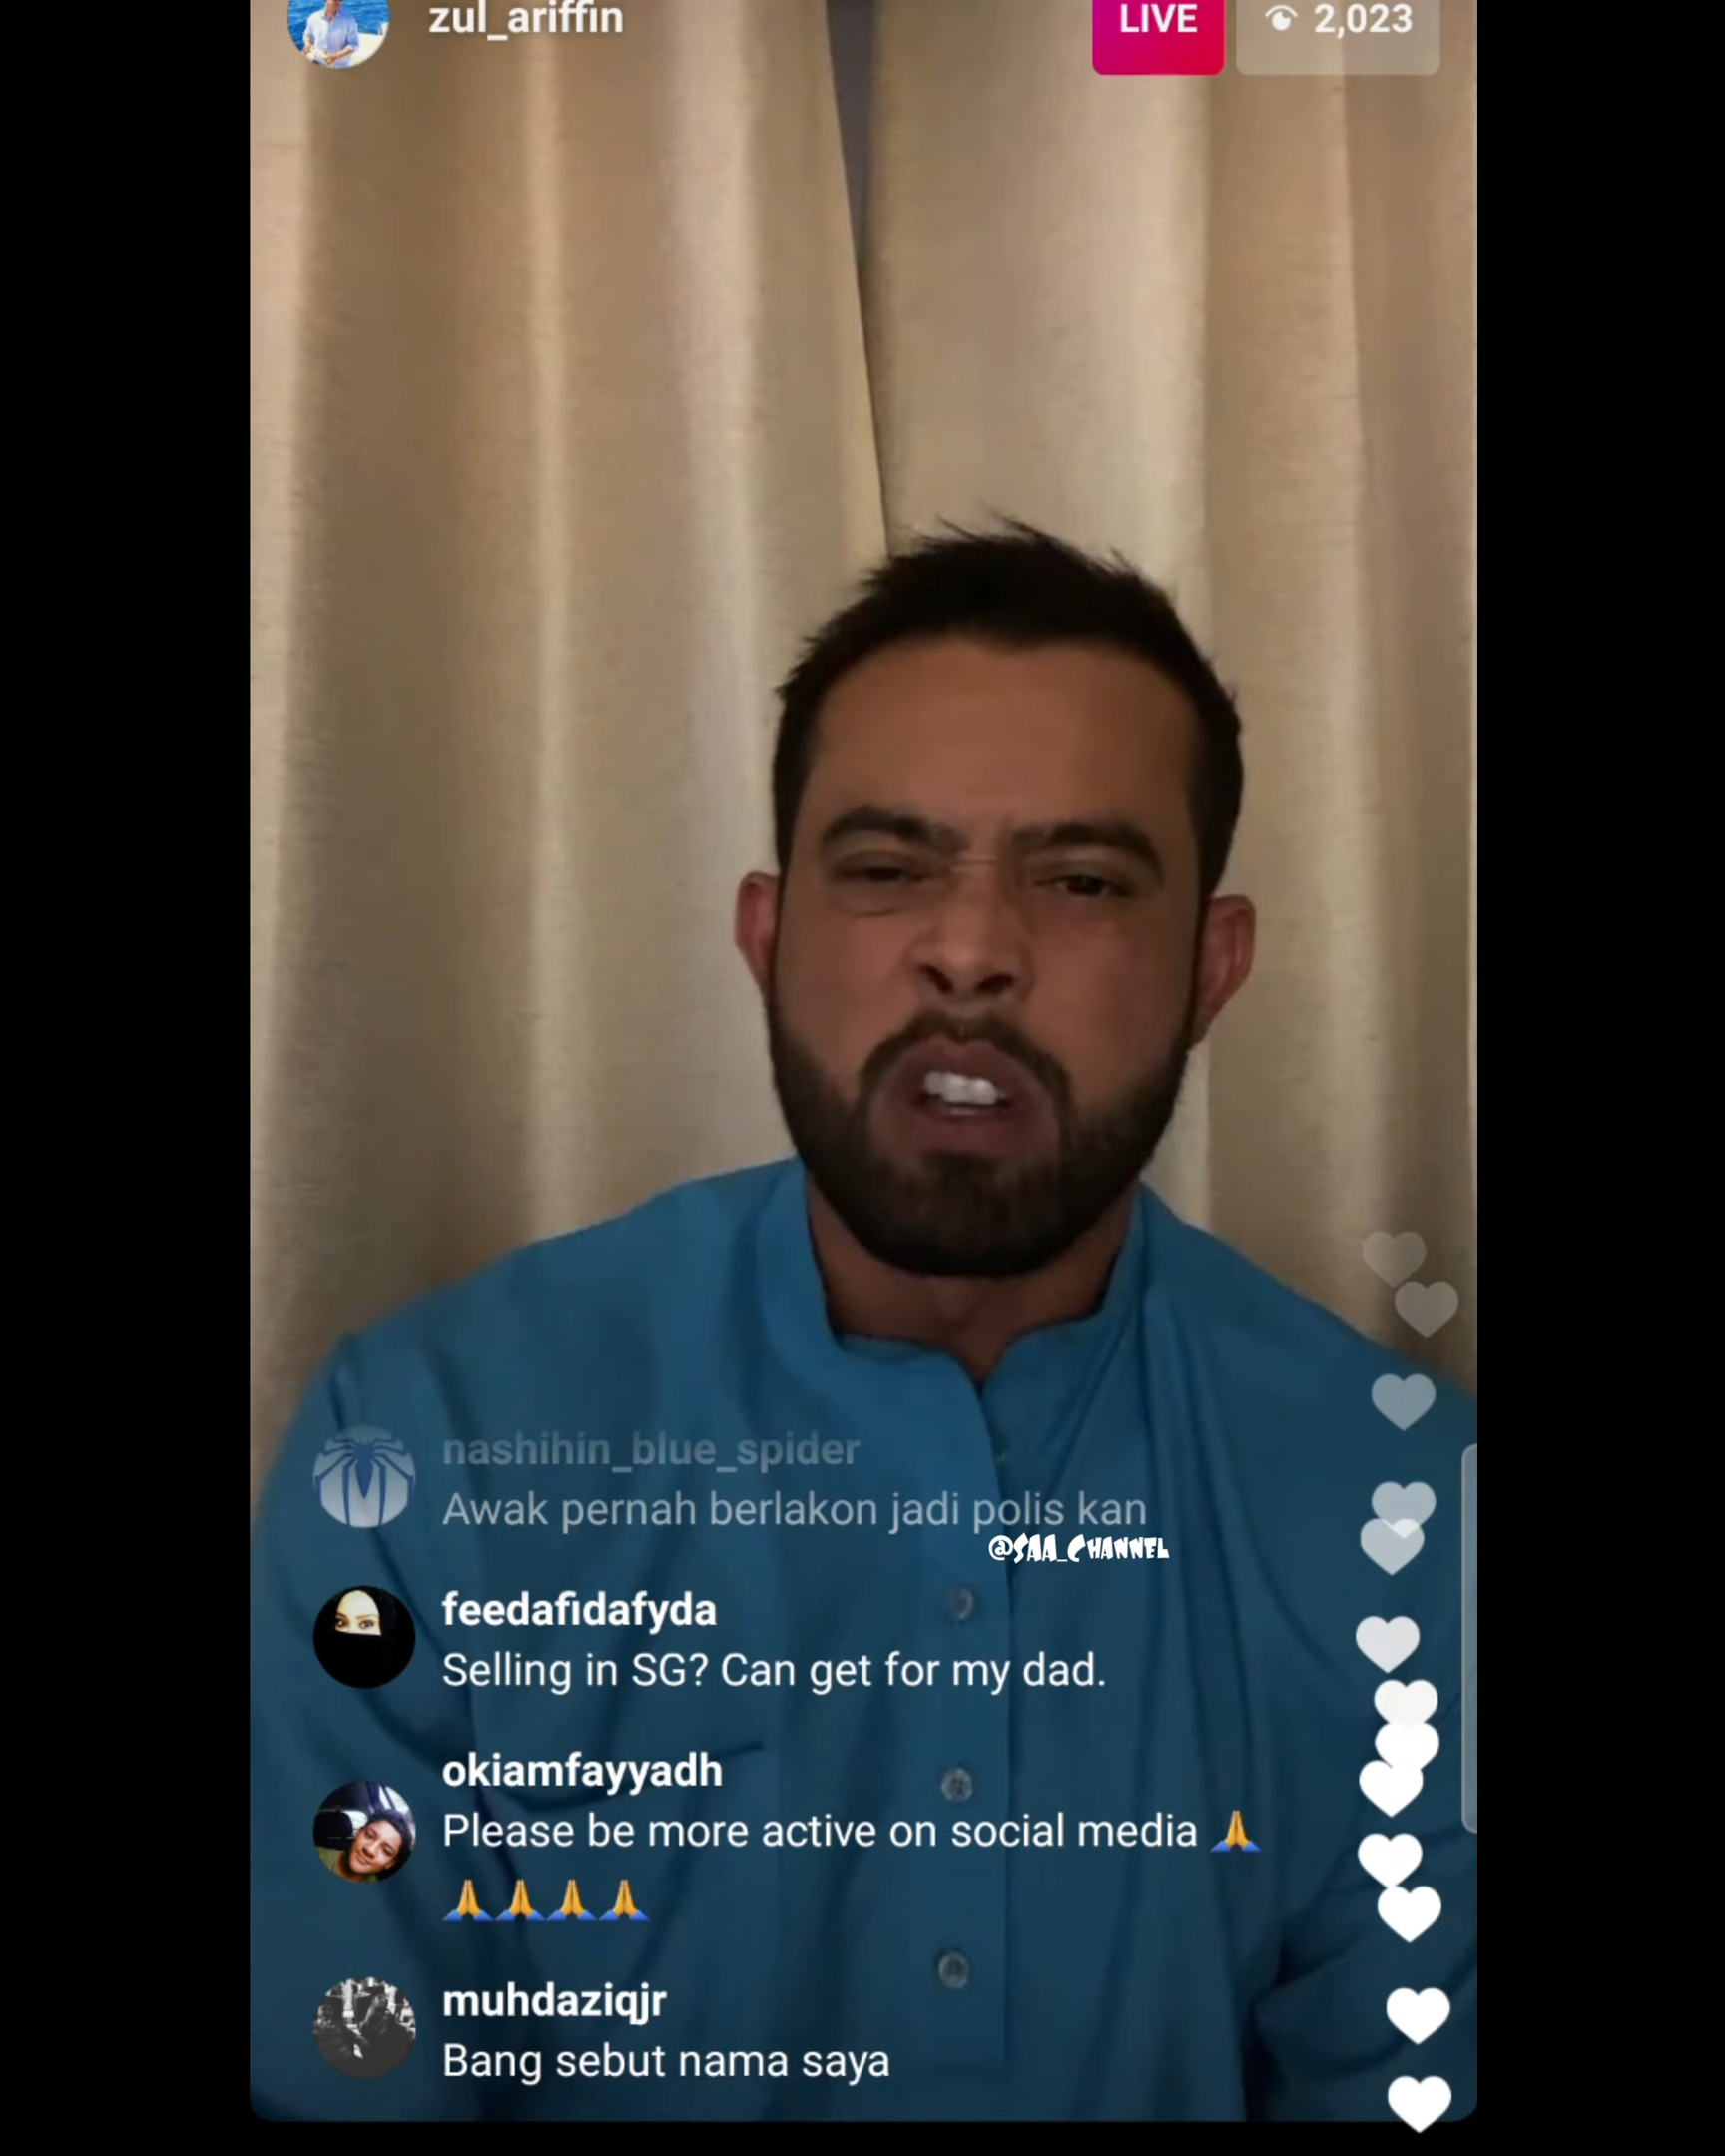 zul_ariffin
LIVE
2,023
nashihin_blue_spider
Awak pernah berlakon jadi polis kan
@SAA_CHANNEL
feedafidafyda
Selling in SG? Can get for my dad.
okiamfayyadh
Please be more active on social media 🙏
🙏🙏🙏🙏
muhdaziqjr
Bang sebut nama saya